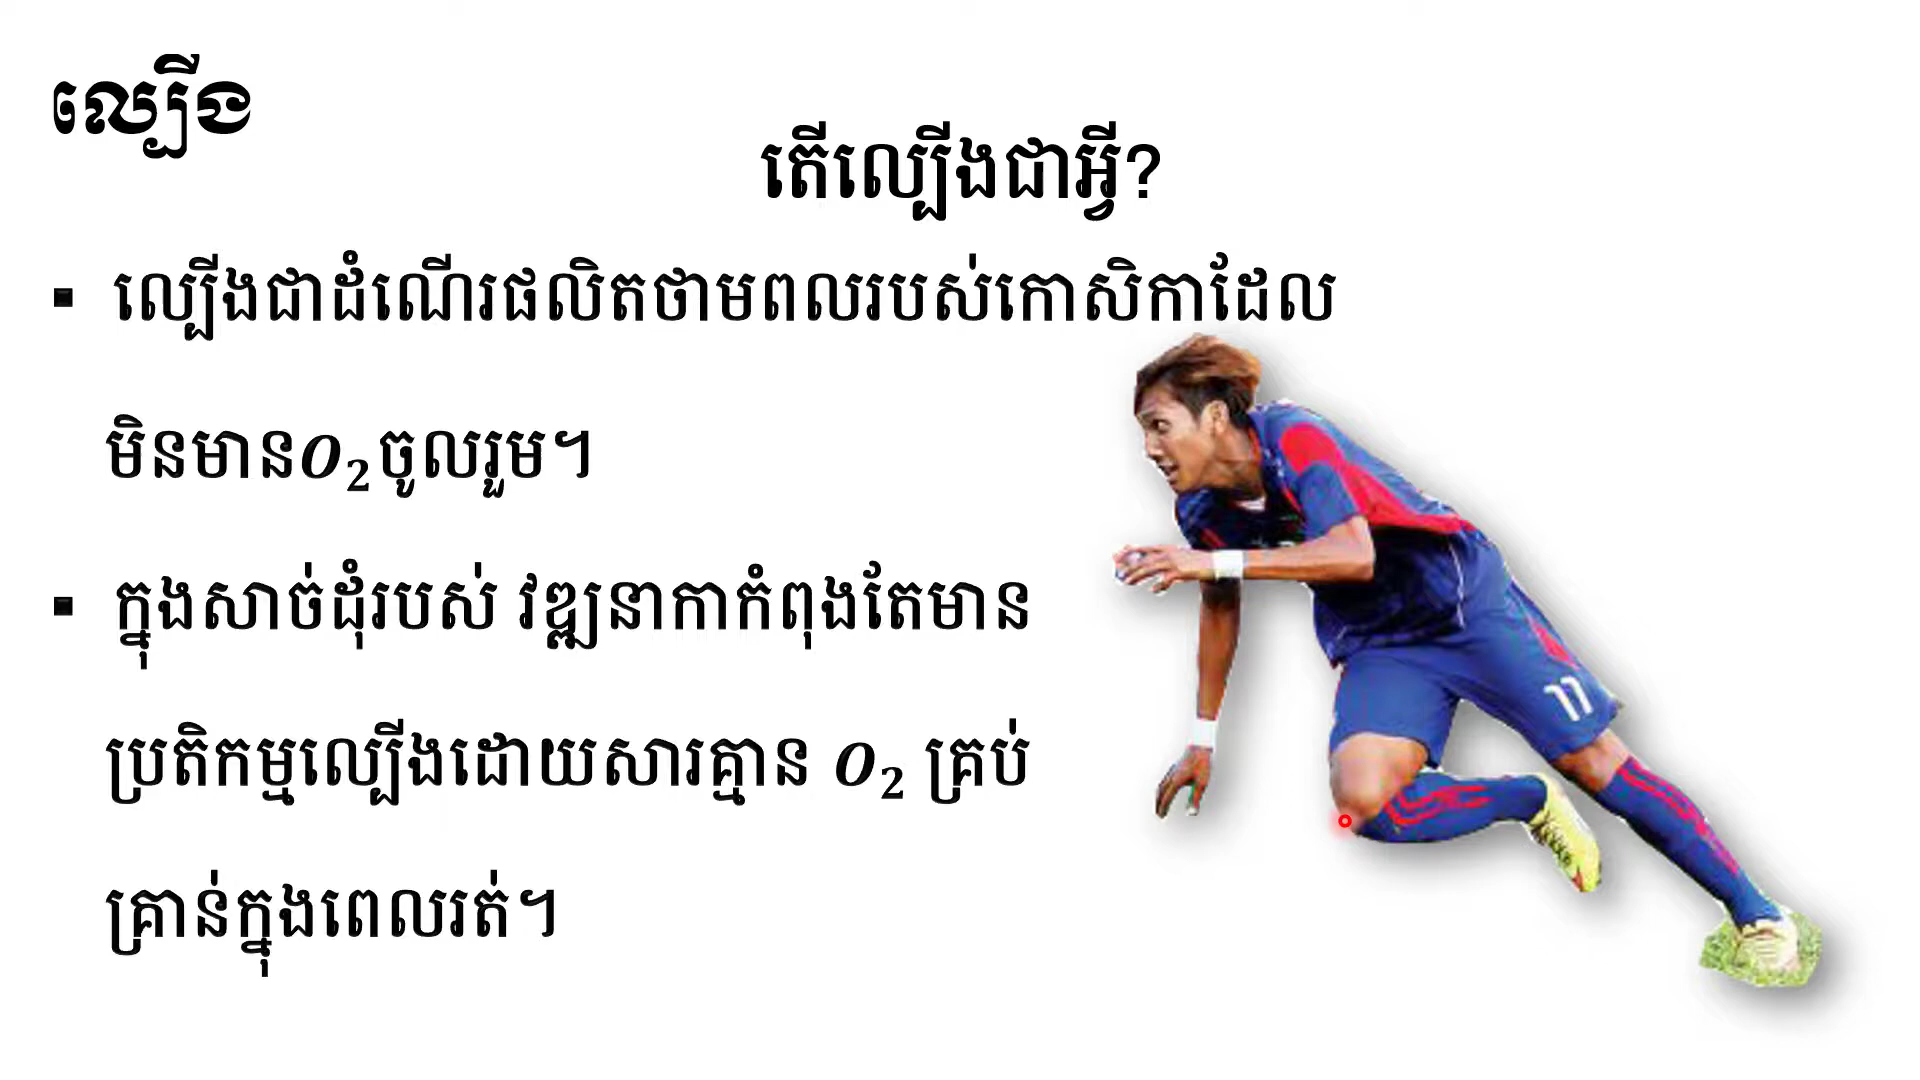 ល្បើង
តើល្បើងជាអ្វី?
▪ ល្បើងជាដំណើរផលិតថាមពលរបស់កោសិកាដែល
មិនមានO₂ចូលរួម។
▪ ក្នុងសាច់ដុំរបស់ វឌ្ឍនាកាកំពុងតែមាន
ប្រតិកម្មល្បើងដោយសារគ្មាន O₂ គ្រប់
គ្រាន់ក្នុងពេលរត់។
11